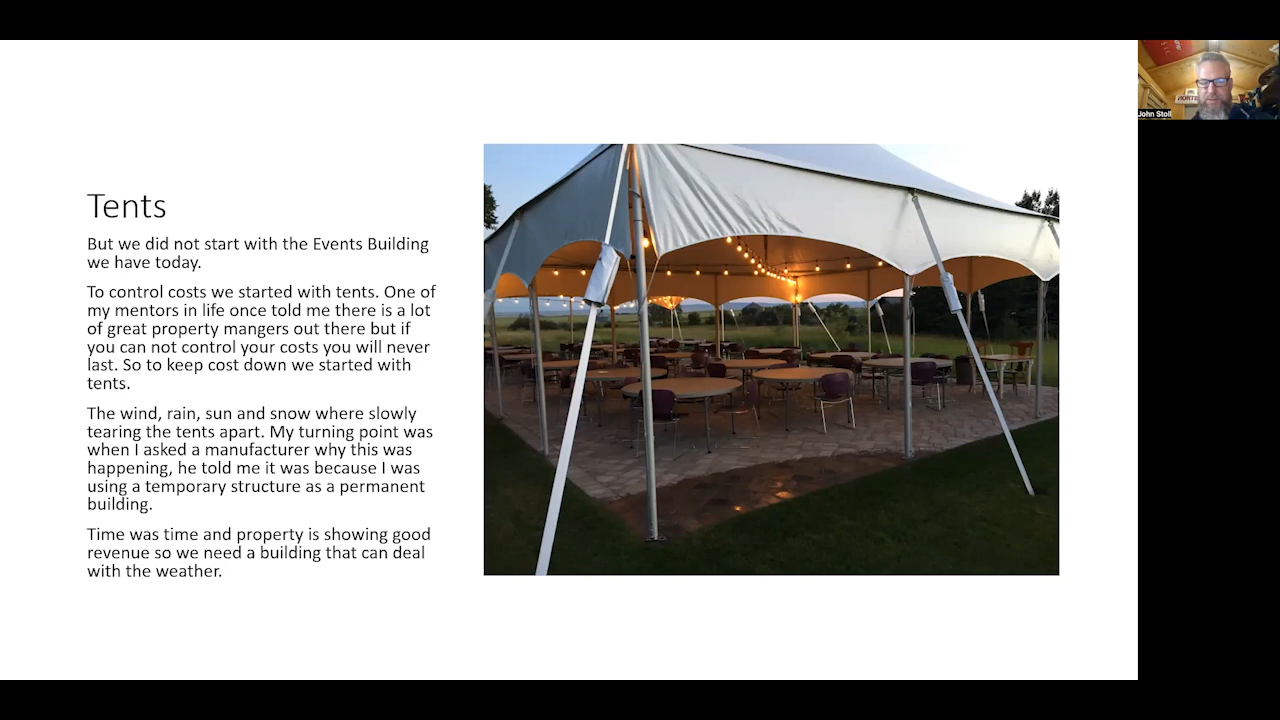 Tents
But we did not start with the Events Building
we have today.
To control costs we started with tents. One of
my mentors in life once told me there is a lot
of great property mangers out there but if
you can not control your costs you will never
last. So to keep cost down we started with
tents.
The wind, rain, sun and snow where slowly
tearing the tents apart. My turning point was
when I asked a manufacturer why this was
happening, he told me it was because I was
using a temporary structure as a permanent
building.
Time was time and property is showing good
revenue so we need a building that can deal
with the weather.
John Stoll